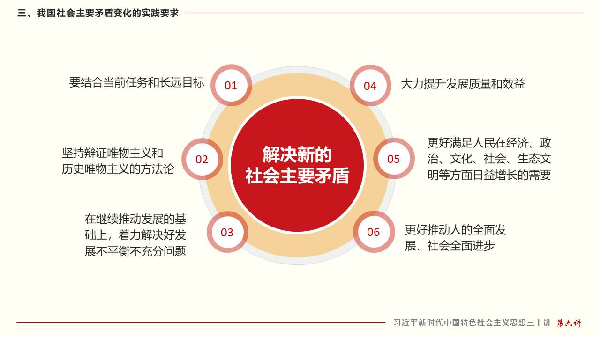 三、我国社会主要矛盾变化的实践要求
01
要结合当前任务和长远目标
02
坚持辩证唯物主义和
历史唯物主义的方法论
03
在继续推动发展的基
础上，着力解决好发
展不平衡不充分问题
解决新的
社会主要矛盾
04
大力提升发展质量和效益
05
更好满足人民在经济、政
治、文化、社会、生态文
明等方面日益增长的需要
06
更好推动人的全面发
展、社会全面进步
习近平新时代中国特色社会主义思想三十讲 第六讲